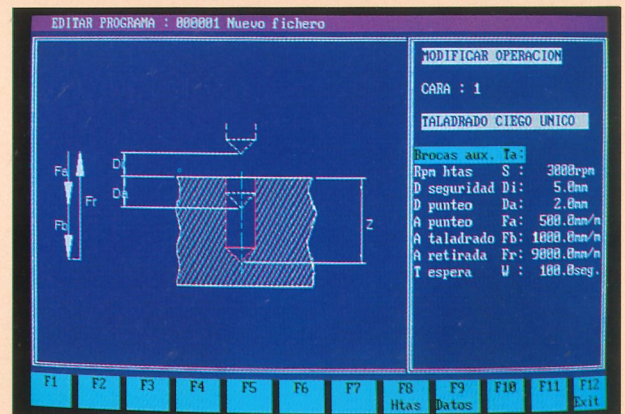 EDITAR PROGRAMA : 000001 Nuevo fichero
MODIFICAR OPERACION
CARA : 1
TALADRADO CIEGO UNICO
Brocas aux. Ta:
Rpm htas S : 3000rpm
D seguridad Di: 5.0mm
D punteo Da: 2.0mm
A punteo Fa: 500.0mm/m
A taladrado Fb: 1000.0mm/m
A retirada Fr: 9000.0mm/m
T espera W : 100.0seg.
Di
Da
Fa
Fr
Fb
Z
F1 F2 F3 F4 F5 F6 F7 F8 F9 F10 F11 F12
Htas Datos Exit